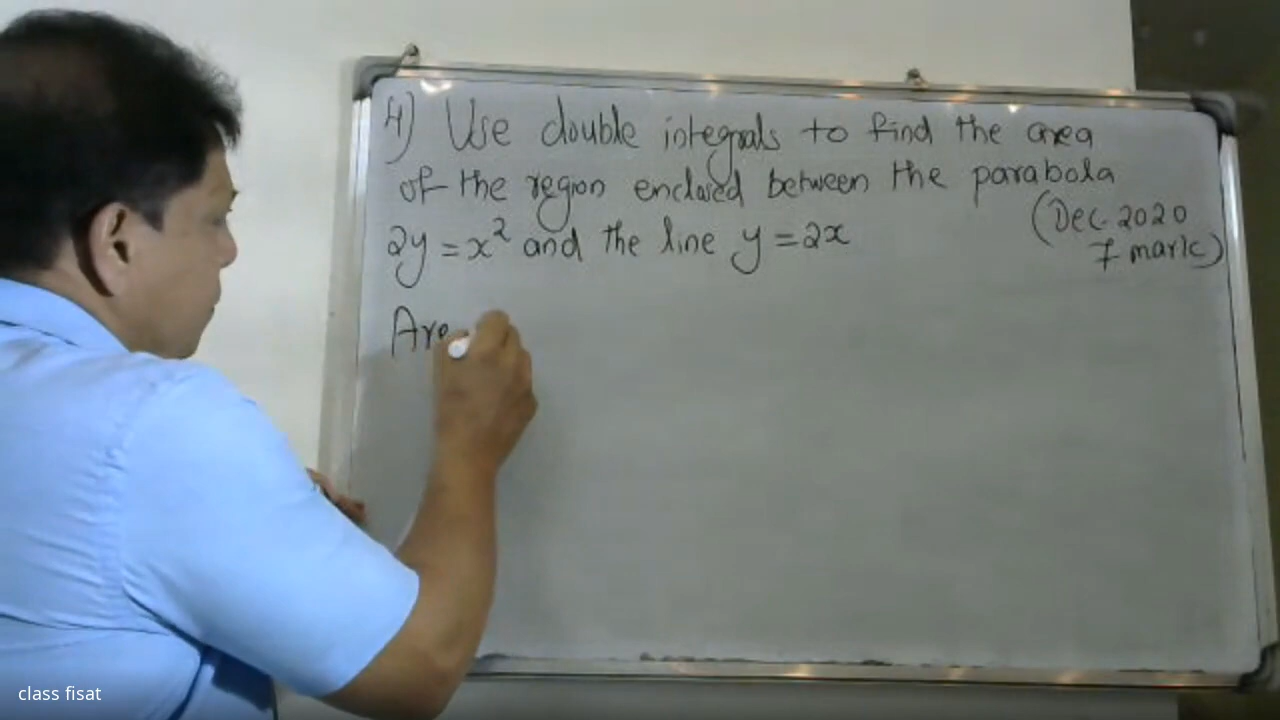 4) Use double integrals to find the area
of the region enclosed between the parabola
2y = x² and the line y = 2x
(Dec 2020
7 mark)
Are
class fisat